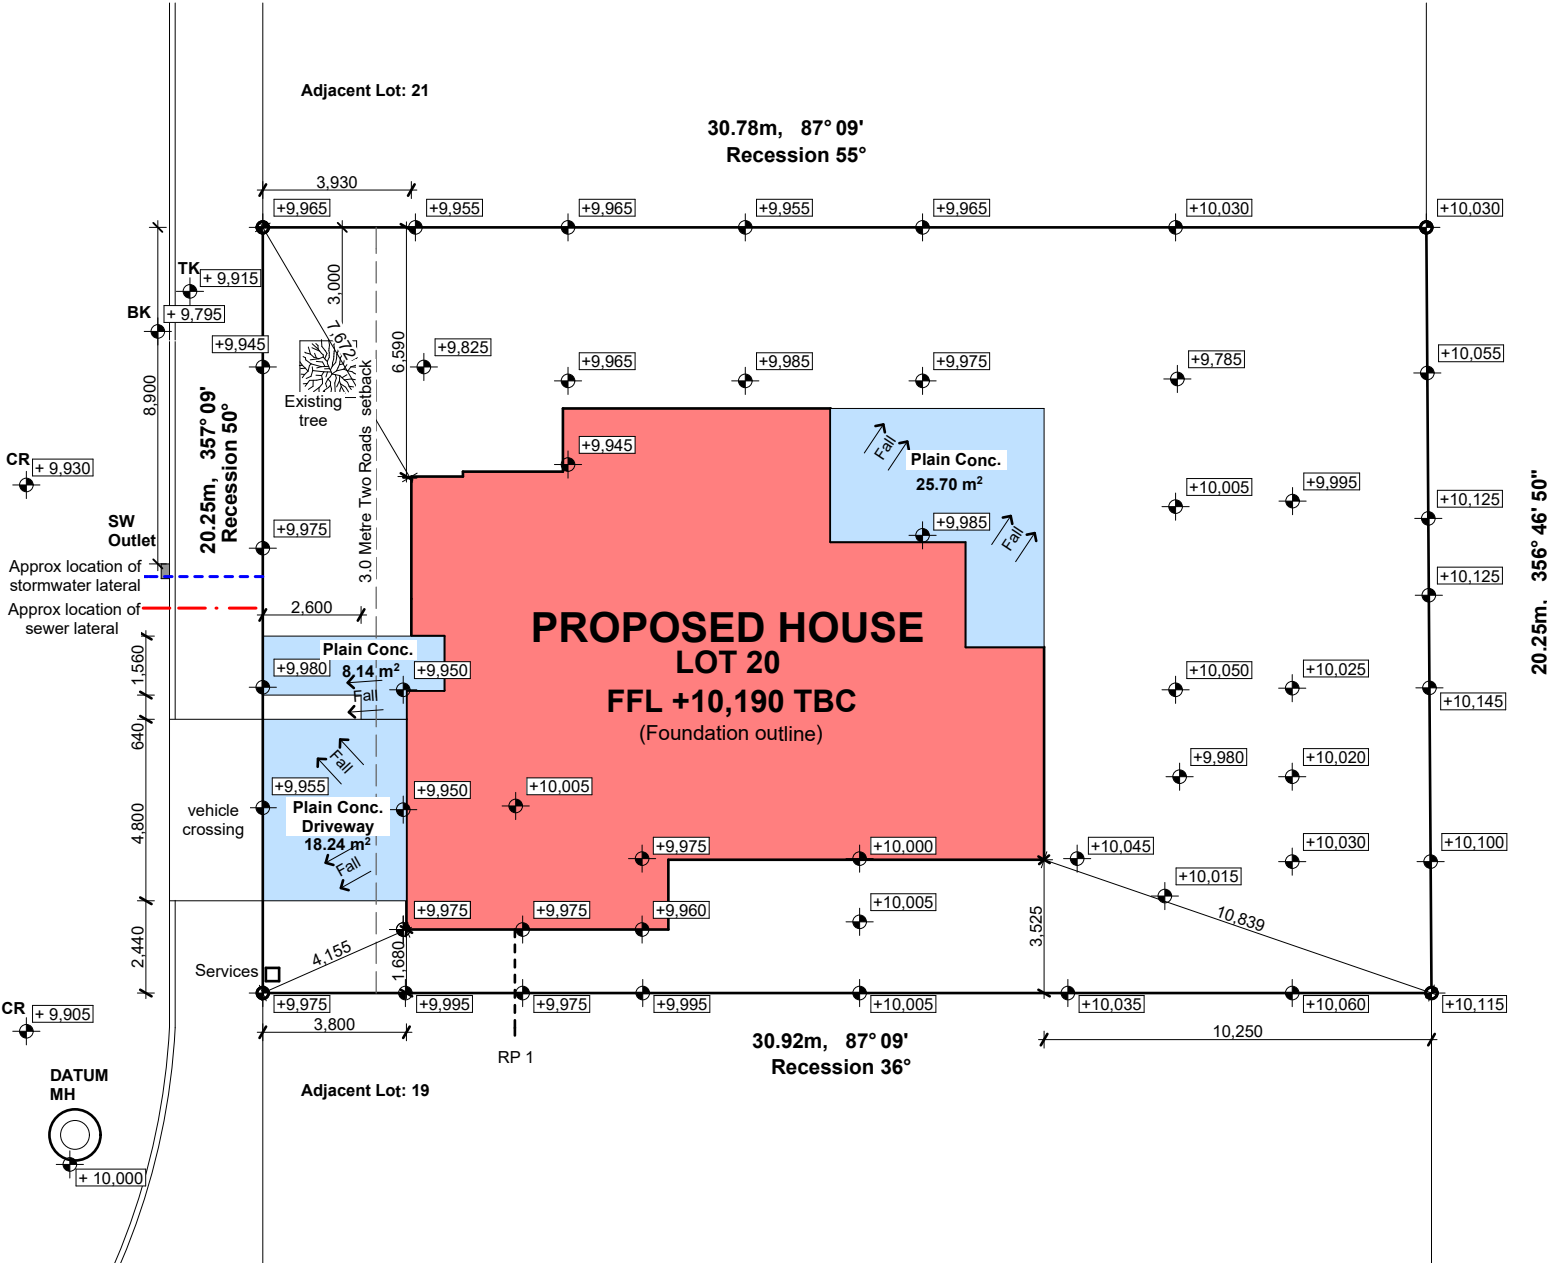 Adjacent Lot: 21
30.78m, 87° 09'
Recession 55°
3,930
+9,965
+9,955
+9,965
+9,955
+9,965
+10,030
+10,030
TK
+ 9,915
BK
+ 9,795
+9,945
3,000
7,672
6,590
+9,825
+9,965
+9,985
+9,975
+9,785
+10,055
8,900
20.25m, 357° 09'
Recession 50°
Existing
tree
3.0 Metre Two Roads setback
CR
+ 9,930
+9,945
Fall
Plain Conc.
25.70 m²
+10,005
+9,995
+10,125
356° 46' 50"
20.25m,
SW
Outlet
+9,975
+9,985
Fall
Approx location of
stormwater lateral
Approx location of
sewer lateral
2,600
+10,125
PROPOSED HOUSE
LOT 20
FFL +10,190 TBC
(Foundation outline)
1,560
Plain Conc.
8.14 m²
+9,980
+9,950
Fall
+10,050
+10,025
+10,145
640
Fall
+9,980
+10,020
4,800
vehicle
crossing
+9,955
+9,950
+10,005
Plain Conc.
Driveway
18.24 m²
Fall
+9,975
+10,000
+10,045
+10,030
+10,100
+10,015
2,440
+9,975
+9,975
+9,960
+10,005
3,525
10,839
4,155
1,680
Services
+9,975
+9,995
+9,975
+9,995
+10,005
+10,035
+10,060
+10,115
CR
+ 9,905
3,800
10,250
30.92m, 87° 09'
Recession 36°
RP 1
DATUM
MH
Adjacent Lot: 19
+ 10,000